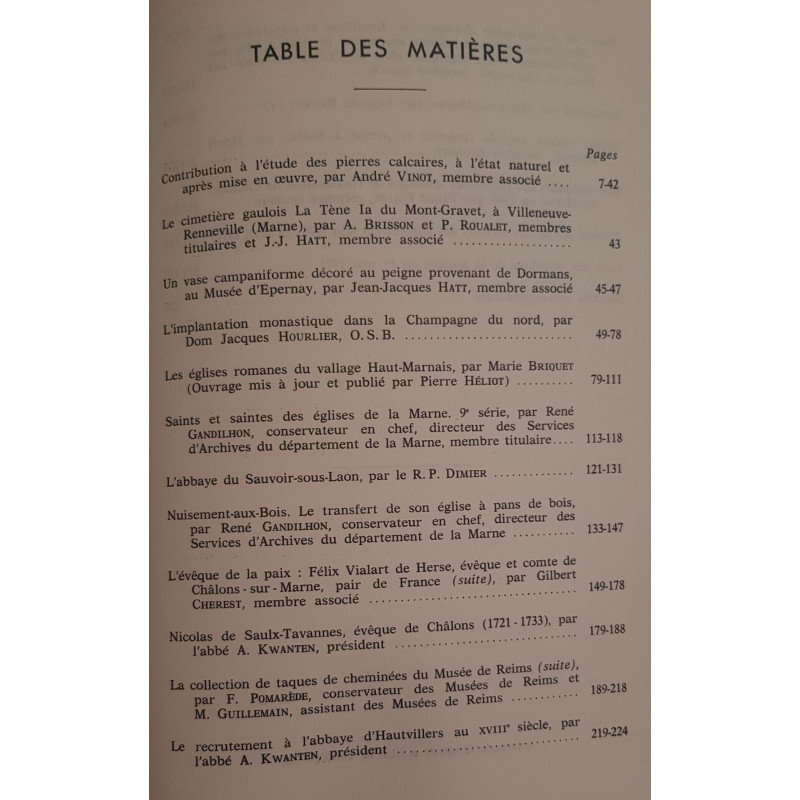 TABLE DES MATIÈRES
Pages
Contribution à l'étude des pierres calcaires, à l'état naturel et
après mise en œuvre, par André VINOT, membre associé .... 7-42
Le cimetière gaulois La Tène Ia du Mont-Gravet, à Villeneuve-
Renneville (Marne), par A. BRISSON et P. ROUALET, membres
titulaires et J.-J. HATT, membre associé .................... 43
Un vase campaniforme décoré au peigne provenant de Dormans,
au Musée d'Epernay, par Jean-Jacques HATT, membre associé 45-47
L'implantation monastique dans la Champagne du nord, par
Dom Jacques HOURLIER, O.S.B. ............................ 49-78
Les églises romanes du vallage Haut-Marnais, par Marie BRIQUET
(Ouvrage mis à jour et publié par Pierre HÉLIOT) .......... 79-111
Saints et saintes des églises de la Marne. 9e série, par René
GANDILHON, conservateur en chef, directeur des Services
d'Archives du département de la Marne, membre titulaire.... 113-118
L'abbaye du Sauvoir-sous-Laon, par le R.P. DIMIER .............. 121-131
Nuisement-aux-Bois. Le transfert de son église à pans de bois,
par René GANDILHON, conservateur en chef, directeur des
Services d'Archives du département de la Marne ........... 133-147
L'évêque de la paix : Félix Vialart de Herse, évêque et comte de
Châlons-sur-Marne, pair de France (suite), par Gilbert
CHEREST, membre associé .................................. 149-178
Nicolas de Saulx-Tavannes, évêque de Châlons (1721-1733), par
l'abbé A. KWANTEN, président ............................... 179-188
La collection de taques de cheminées du Musée de Reims (suite),
par F. POMARÈDE, conservateur des Musées de Reims et
M. GUILLEMAIN, assistant des Musées de Reims ........... 189-218
Le recrutement à l'abbaye d'Hautvillers au XVIIIe siècle, par
l'abbé A. KWANTEN, président ............................... 219-224